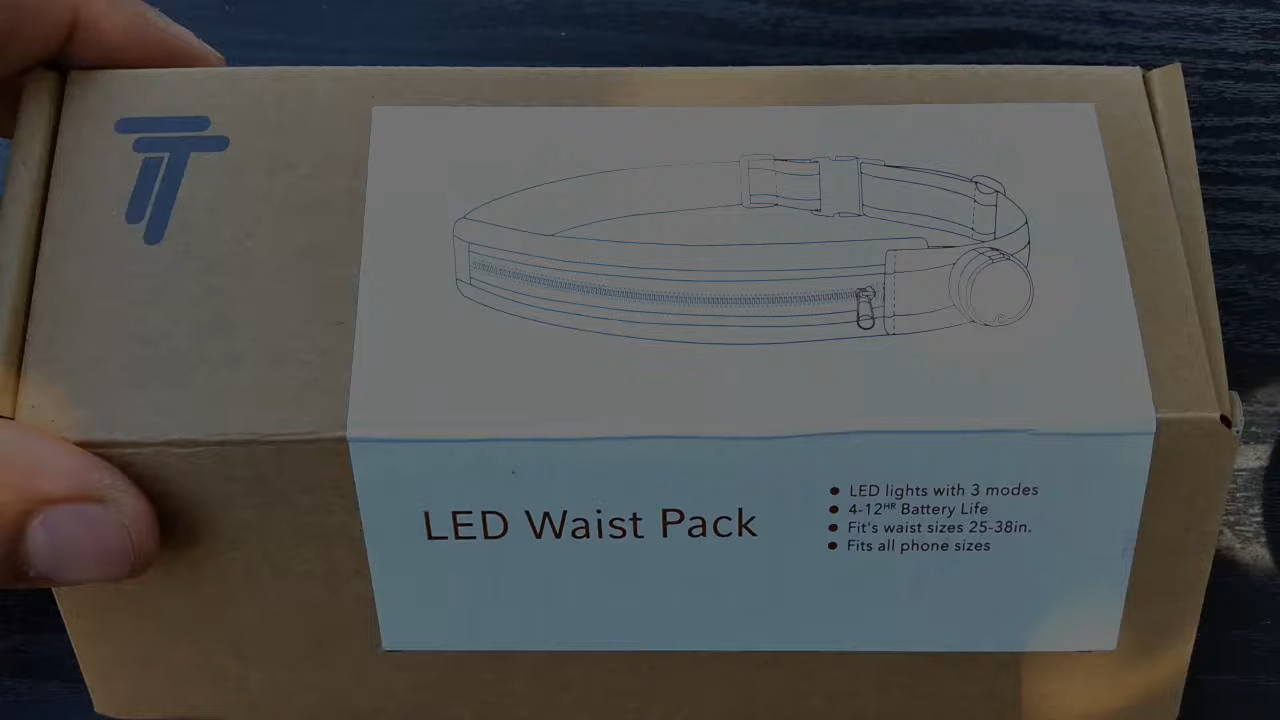 LED Waist Pack
LED lights with 3 modes
4-12HR Battery Life
Fit's waist sizes 25-38in.
Fits all phone sizes